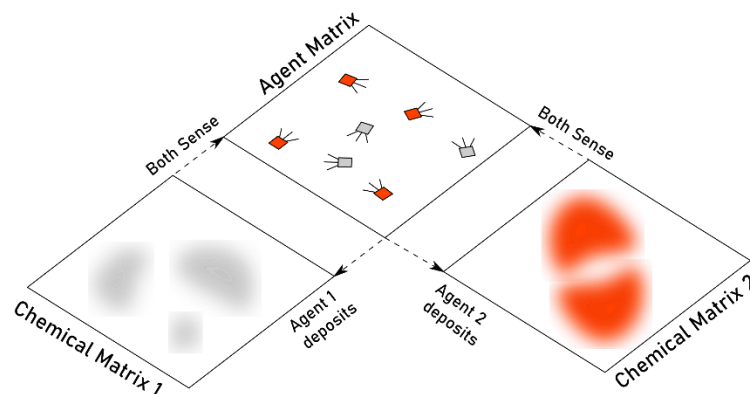 Agent Matrix
Both Sense
Both Sense
Agent 1
deposits
Agent 2
deposits
Chemical Matrix 1
Chemical Matrix 2